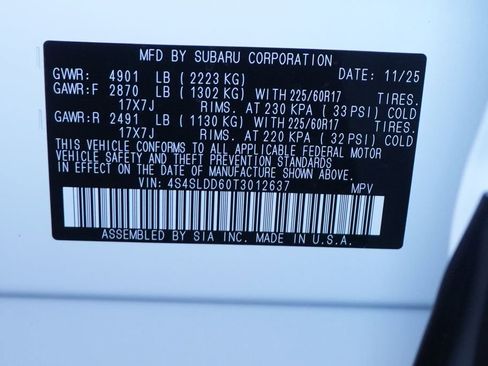 MFD BY SUBARU CORPORATION
GVWR: 4901 LB ( 2223 KG) DATE: 11/25
GAWR:F 2870 LB ( 1302 KG) WITH 225/60R17 TIRES.
17X7J RIMS. AT 230 KPA ( 33 PSI) COLD
GAWR:R 2491 LB ( 1130 KG) WITH 225/60R17 TIRES.
17X7J RIMS. AT 220 KPA ( 32 PSI) COLD
THIS VEHICLE CONFORMS TO ALL APPLICABLE FEDERAL MOTOR
VEHICLE SAFETY AND THEFT PREVENTION STANDARDS
IN EFFECT ON THE DATE OF MANUFACTURE SHOWN ABOVE.
VIN: 4S4SLDD60T3012637 MPV
ASSEMBLED BY SIA INC. MADE IN U.S.A.